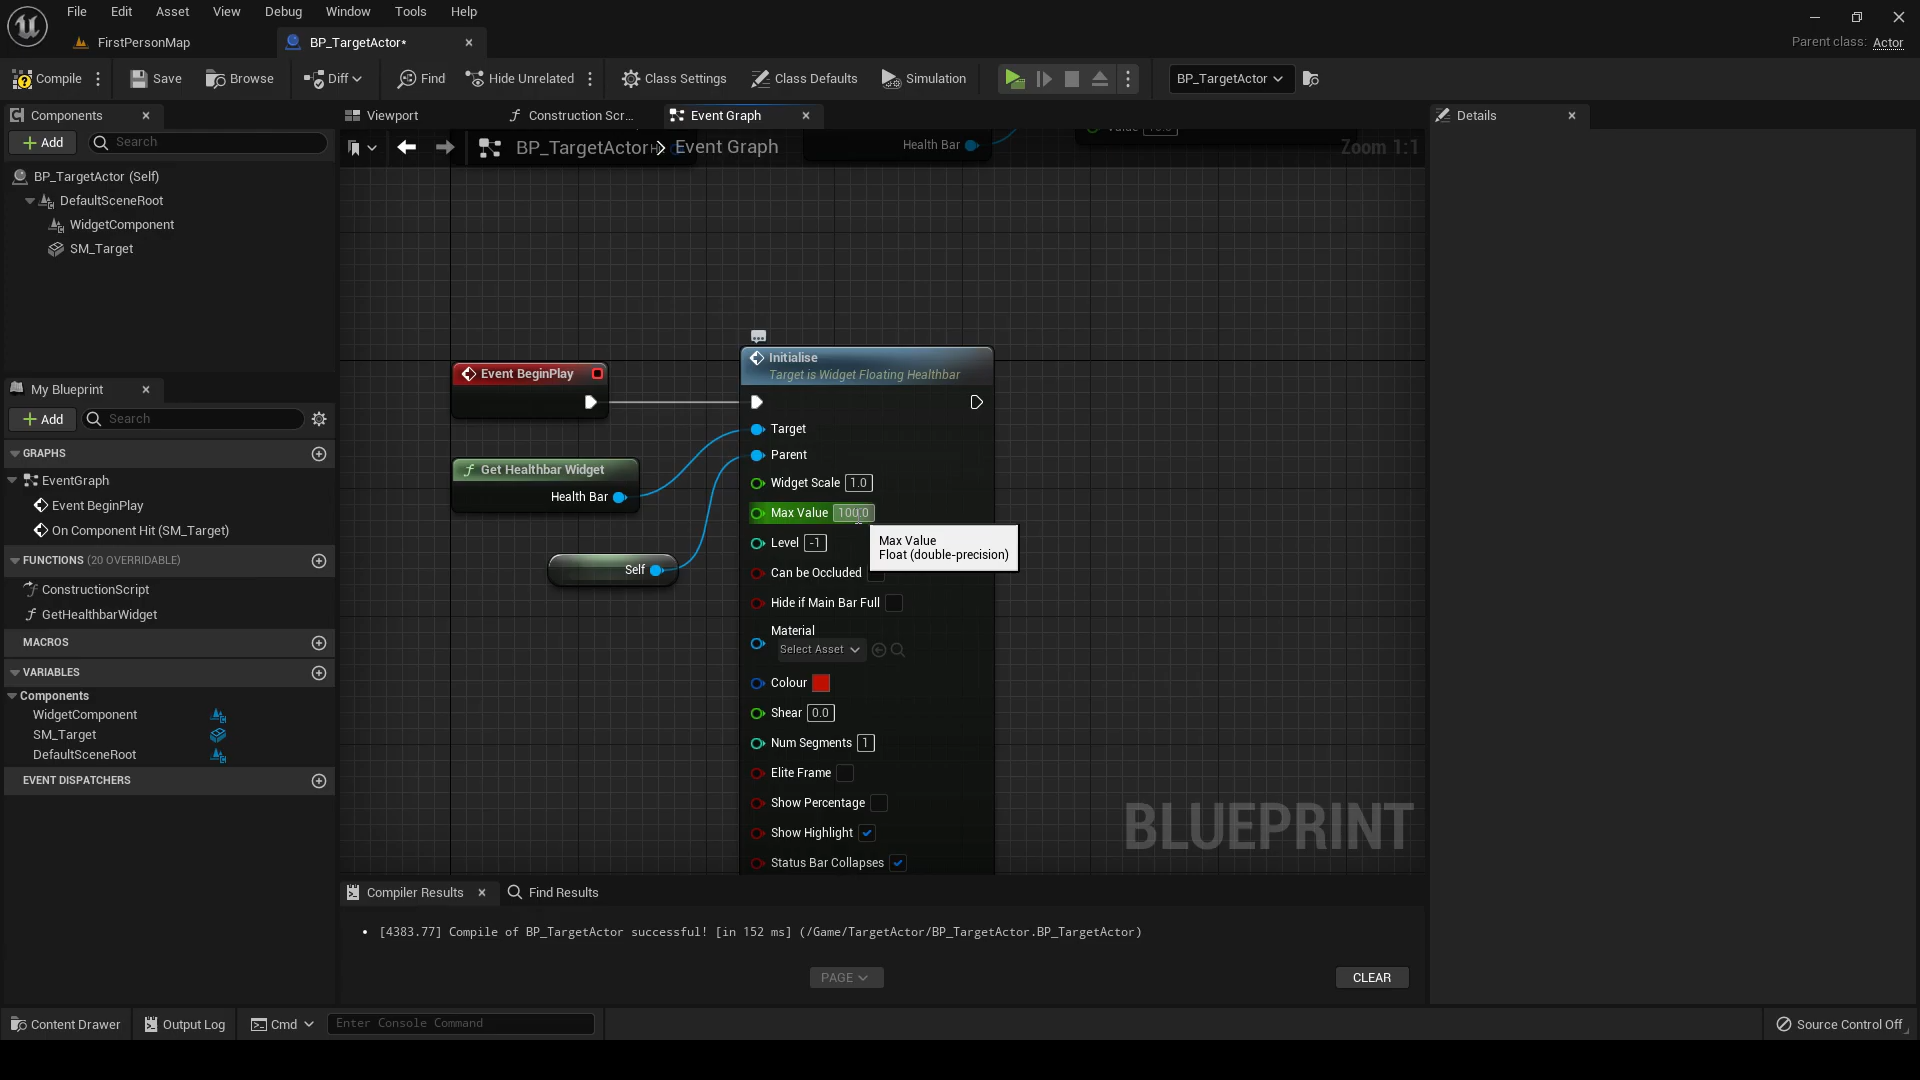 File Edit Asset View Debug Window Tools Help
FirstPersonMap
BP_TargetActor*
Parent class: Actor
Compile
Save
Browse
Diff
Find
Hide Unrelated
Class Settings
Class Defaults
Simulation
BP_TargetActor
Components
Add
Search
BP_TargetActor (Self)
DefaultSceneRoot
WidgetComponent
SM_Target
My Blueprint
Add
Search
GRAPHS
EventGraph
Event BeginPlay
On Component Hit (SM_Target)
FUNCTIONS (20 OVERRIDABLE)
ConstructionScript
GetHealthbarWidget
MACROS
VARIABLES
Components
WidgetComponent
SM_Target
DefaultSceneRoot
EVENT DISPATCHERS
Viewport
Construction Scr...
Event Graph
BP_TargetActor > Event Graph
Health Bar
Zoom 1:1
Event BeginPlay
Get Healthbar Widget
Health Bar
Self
Initialise
Target is Widget Floating Healthbar
Target
Parent
Widget Scale 1.0
Max Value 100.0
Max Value
Float (double-precision)
Level -1
Can be Occluded
Hide if Main Bar Full
Material
Select Asset
Colour
Shear 0.0
Num Segments 1
Elite Frame
Show Percentage
Show Highlight
Status Bar Collapses
BLUEPRINT
Details
Compiler Results
Find Results
[4383.77] Compile of BP_TargetActor successful! [in 152 ms] (/Game/TargetActor/BP_TargetActor.BP_TargetActor)
PAGE
CLEAR
Content Drawer
Output Log
Cmd
Enter Console Command
Source Control Off